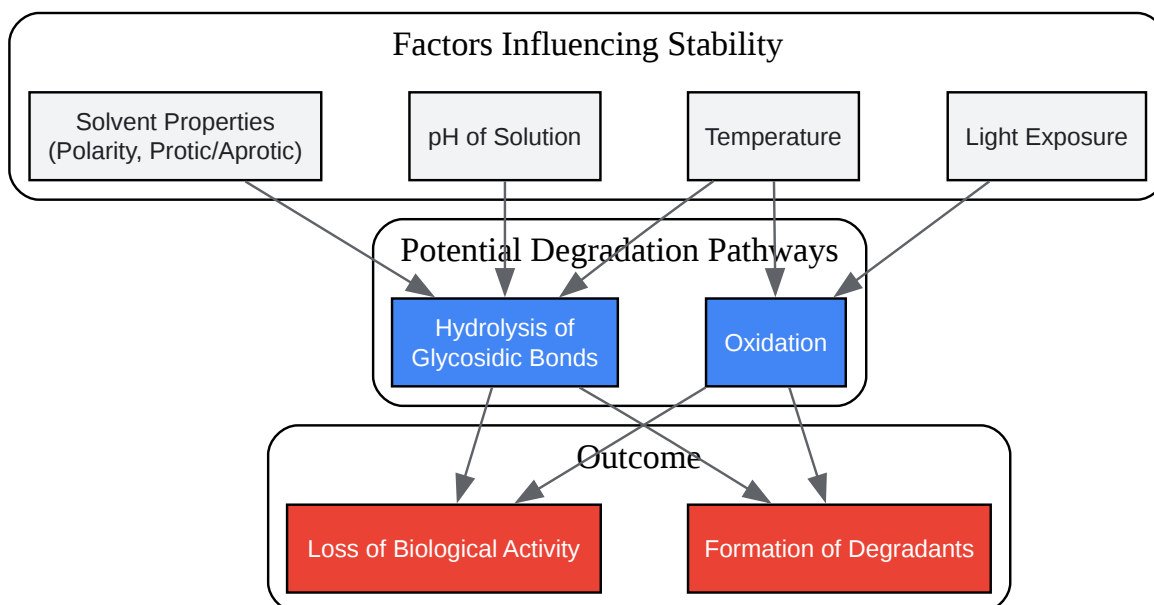 Factors Influencing Stability
Solvent Properties
(Polarity, Protic/Aprotic)
pH of Solution
Temperature
Light Exposure
Potential Degradation Pathways
Hydrolysis of
Glycosidic Bonds
Oxidation
Outcome
Loss of Biological Activity
Formation of Degradants